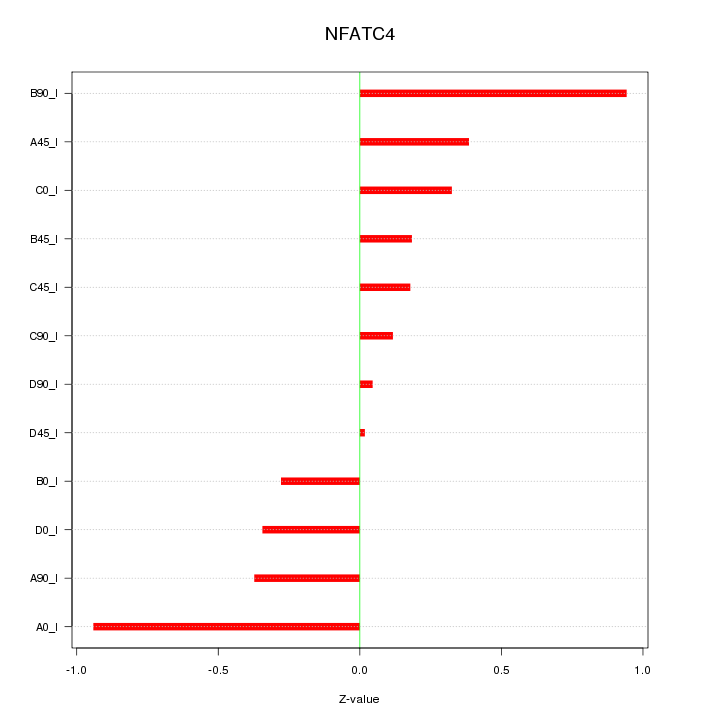 NFATC4
B90_I
A45_I
C0_I
B45_I
C45_I
C90_I
D90_I
D45_I
B0_I
D0_I
A90_I
A0_I
-1.0 -0.5 0.0 0.5 1.0
Z-value